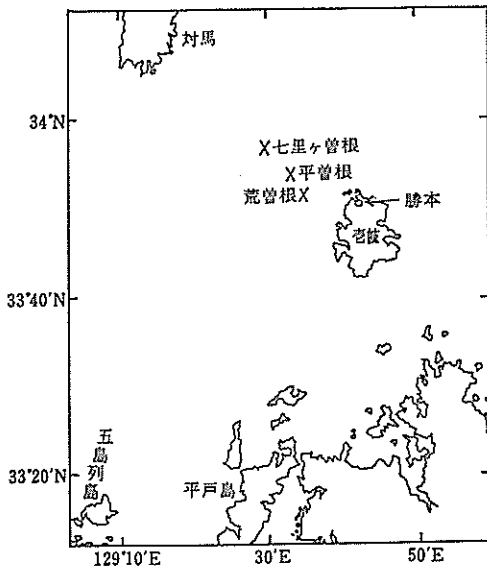 対馬
34°N
X七里ヶ曽根
X平曽根
荒曽根X
勝本
壱岐
33°40'N
五島列島
33°20'N
平戸島
129°10'E
30'E
50'E